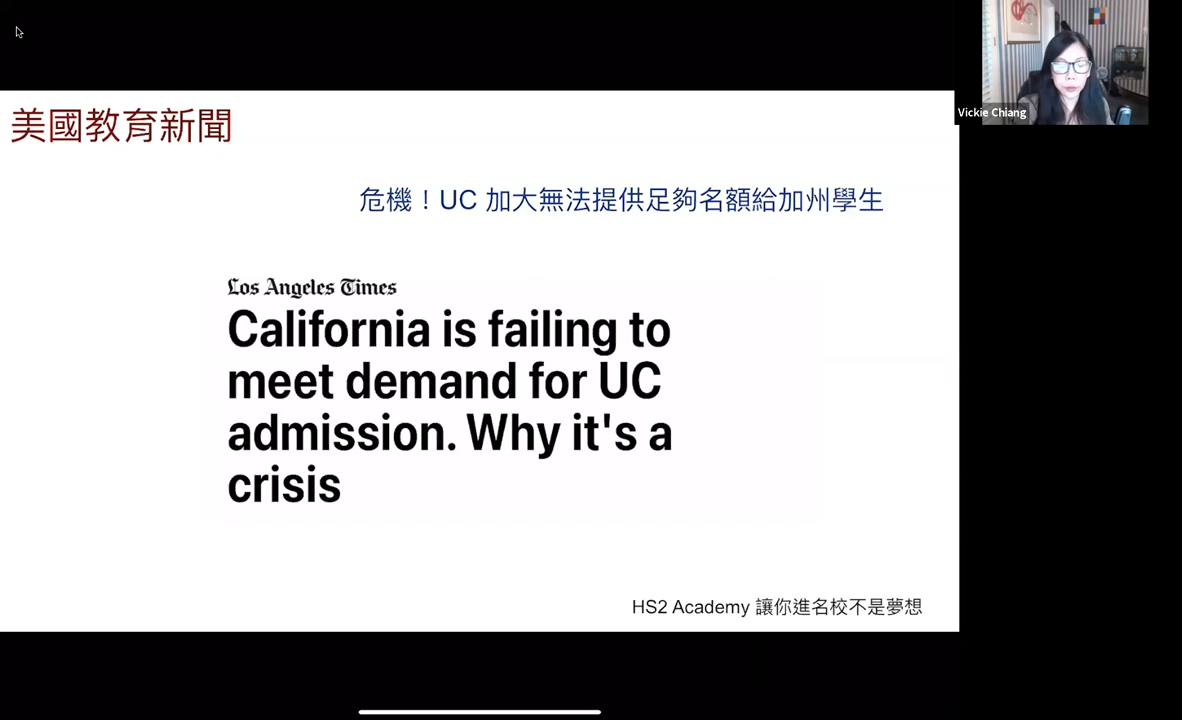 美國教育新聞
Vickie Chiang
危機！UC 加大無法提供足夠名額給加州學生
Los Angeles Times
California is failing to
meet demand for UC
admission. Why it's a
crisis
HS2 Academy 讓你進名校不是夢想